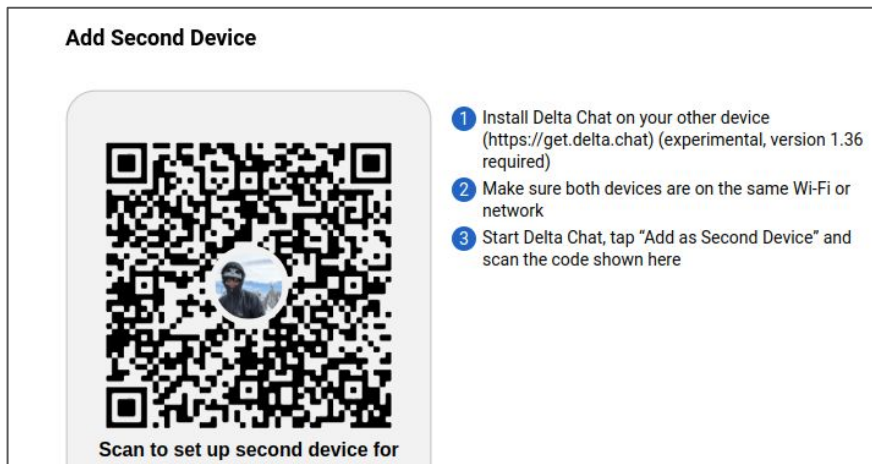 Add Second Device
1 Install Delta Chat on your other device
(https://get.delta.chat) (experimental, version 1.36
required)
2 Make sure both devices are on the same Wi-Fi or
network
3 Start Delta Chat, tap “Add as Second Device” and
scan the code shown here
Scan to set up second device for